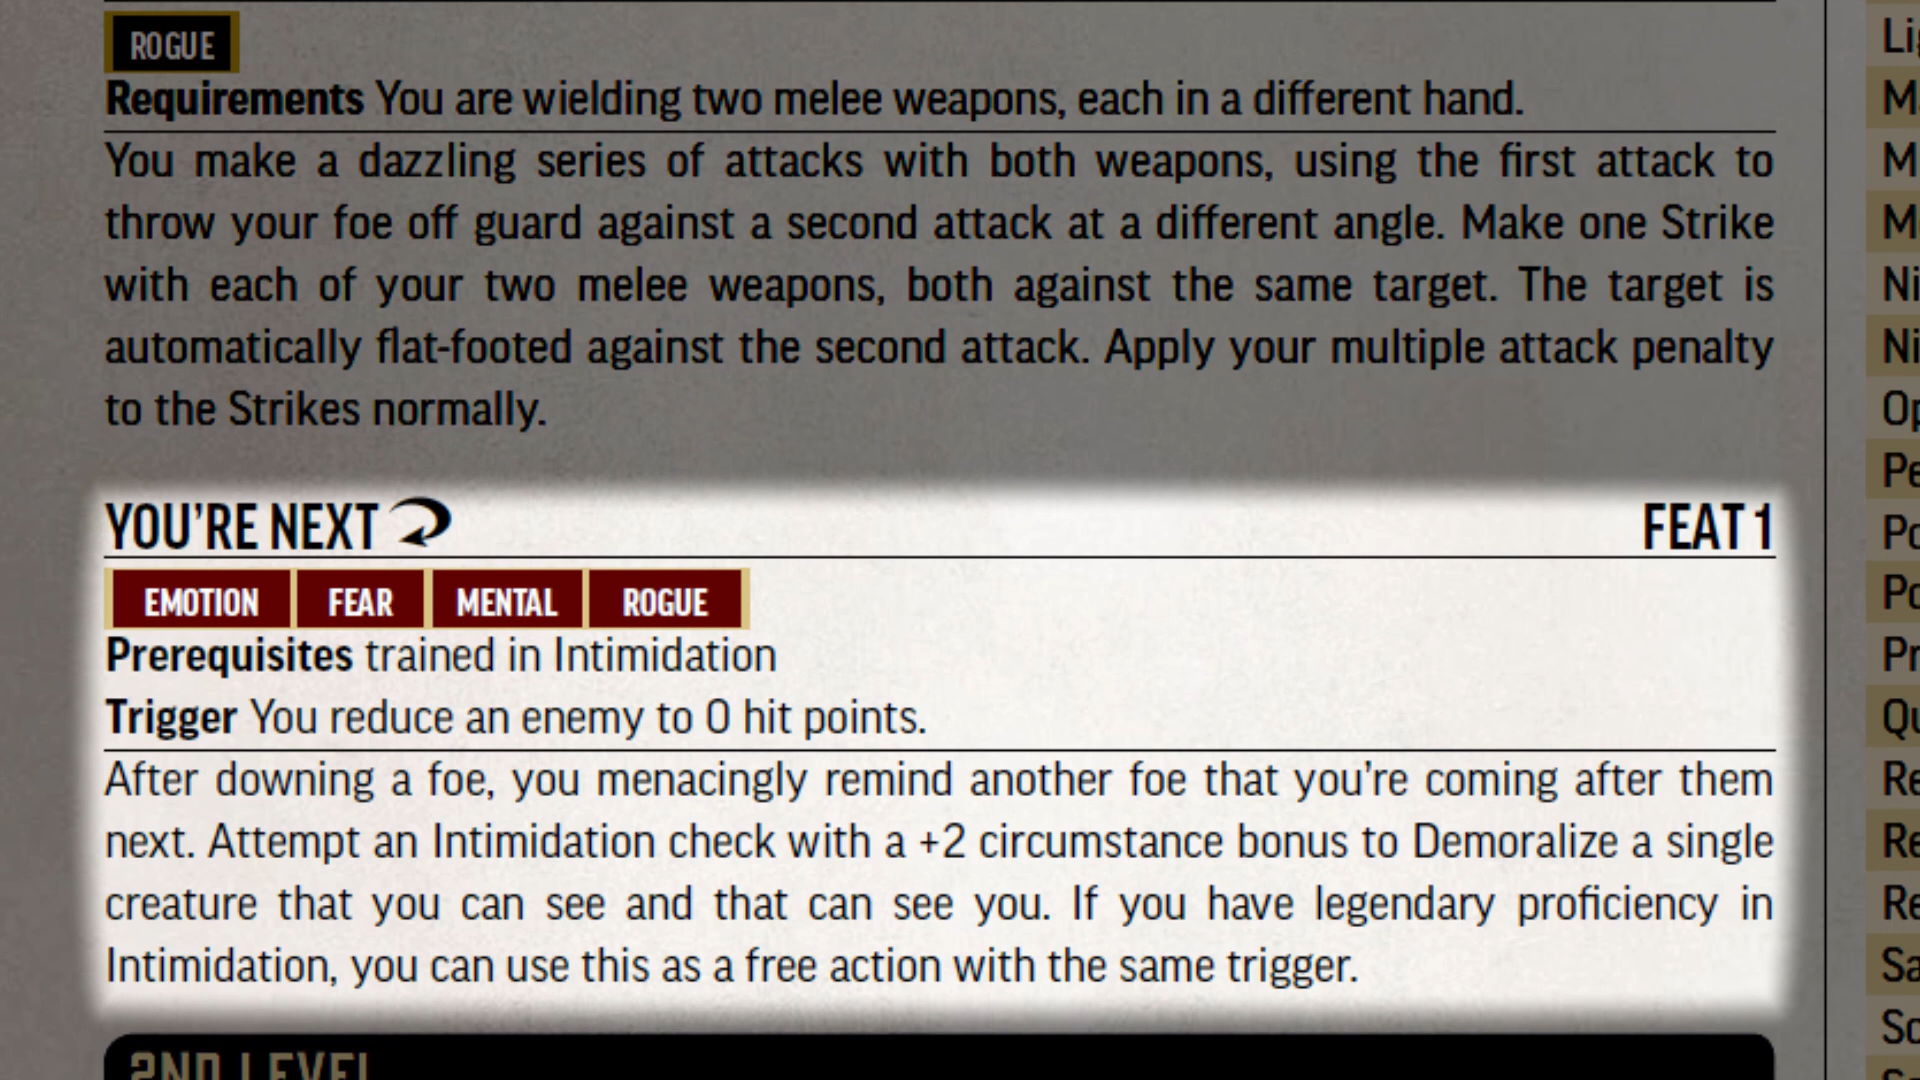 ROGUE
Requirements You are wielding two melee weapons, each in a different hand.
You make a dazzling series of attacks with both weapons, using the first attack to
throw your foe off guard against a second attack at a different angle. Make one Strike
with each of your two melee weapons, both against the same target. The target is
automatically flat-footed against the second attack. Apply your multiple attack penalty
to the Strikes normally.
YOU'RE NEXT FEAT 1
EMOTION FEAR MENTAL ROGUE
Prerequisites trained in Intimidation
Trigger You reduce an enemy to 0 hit points.
After downing a foe, you menacingly remind another foe that you're coming after them
next. Attempt an Intimidation check with a +2 circumstance bonus to Demoralize a single
creature that you can see and that can see you. If you have legendary proficiency in
Intimidation, you can use this as a free action with the same trigger.
2ND LEVEL